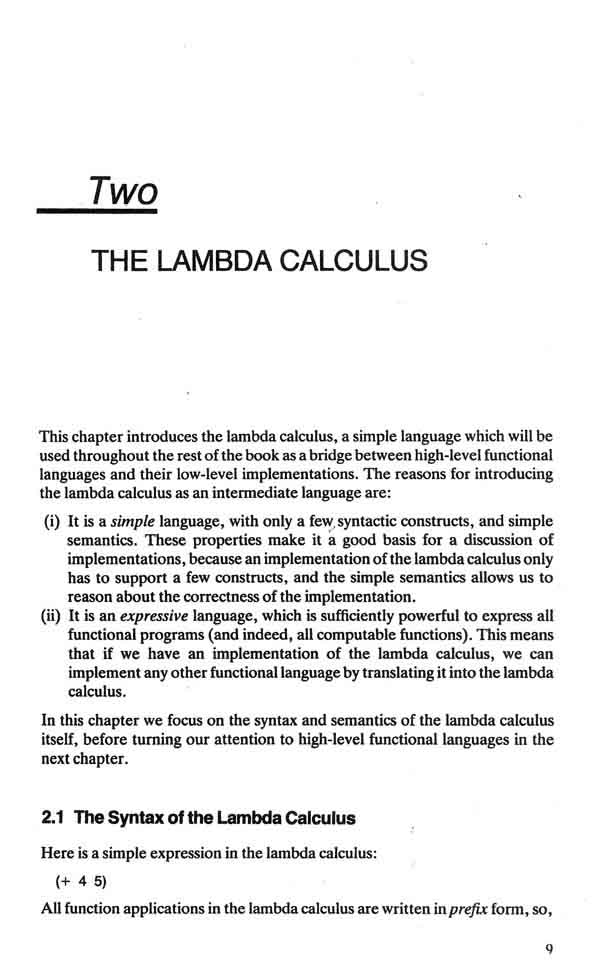 Two
THE LAMBDA CALCULUS
This chapter introduces the lambda calculus, a simple language which will be
used throughout the rest of the book as a bridge between high-level functional
languages and their low-level implementations. The reasons for introducing
the lambda calculus as an intermediate language are:
(i) It is a simple language, with only a few syntactic constructs, and simple
semantics. These properties make it a good basis for a discussion of
implementations, because an implementation of the lambda calculus only
has to support a few constructs, and the simple semantics allows us to
reason about the correctness of the implementation.
(ii) It is an expressive language, which is sufficiently powerful to express all
functional programs (and indeed, all computable functions). This means
that if we have an implementation of the lambda calculus, we can
implement any other functional language by translating it into the lambda
calculus.
In this chapter we focus on the syntax and semantics of the lambda calculus
itself, before turning our attention to high-level functional languages in the
next chapter.
2.1 The Syntax of the Lambda Calculus
Here is a simple expression in the lambda calculus:
(+ 4 5)
All function applications in the lambda calculus are written in prefix form, so,
9